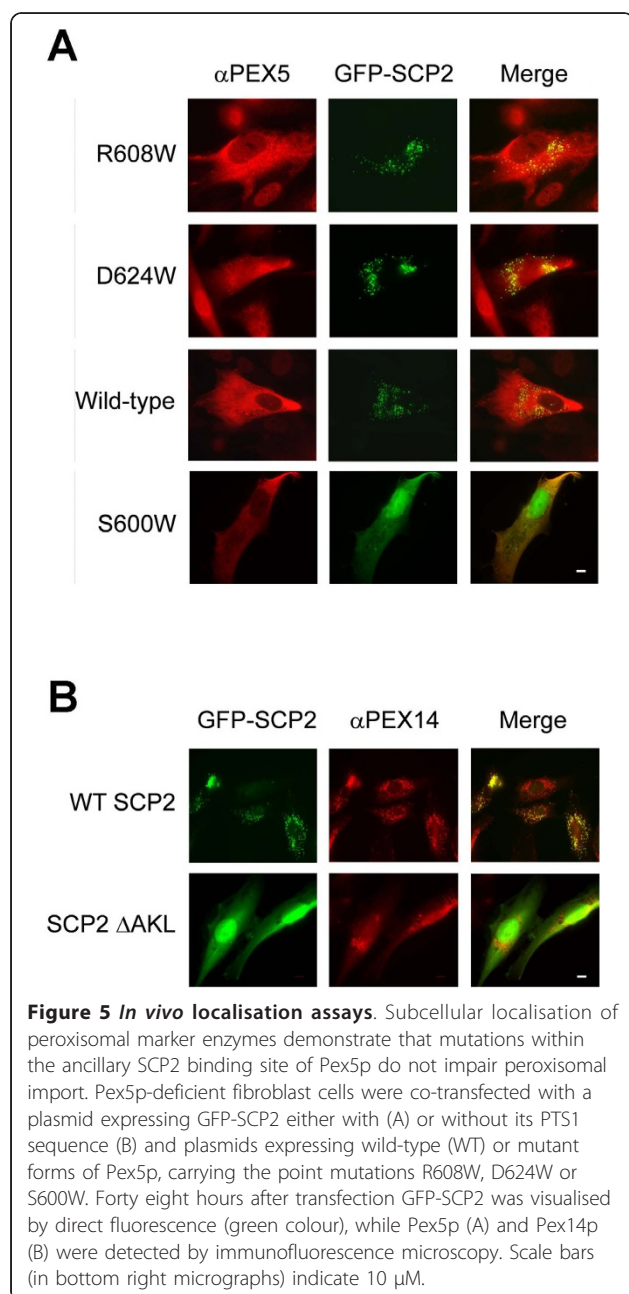 A
αPEX5 GFP-SCP2 Merge
R608W
D624W
Wild-type
S600W
B
GFP-SCP2 αPEX14 Merge
WT SCP2
SCP2 ΔAKL
Figure 5 In vivo localisation assays. Subcellular localisation of
peroxisomal marker enzymes demonstrate that mutations within
the ancillary SCP2 binding site of Pex5p do not impair peroxisomal
import. Pex5p-deficient fibroblast cells were co-transfected with a
plasmid expressing GFP-SCP2 either with (A) or without its PTS1
sequence (B) and plasmids expressing wild-type (WT) or mutant
forms of Pex5p, carrying the point mutations R608W, D624W or
S600W. Forty eight hours after transfection GFP-SCP2 was visualised
by direct fluorescence (green colour), while Pex5p (A) and Pex14p
(B) were detected by immunofluorescence microscopy. Scale bars
(in bottom right micrographs) indicate 10 μM.